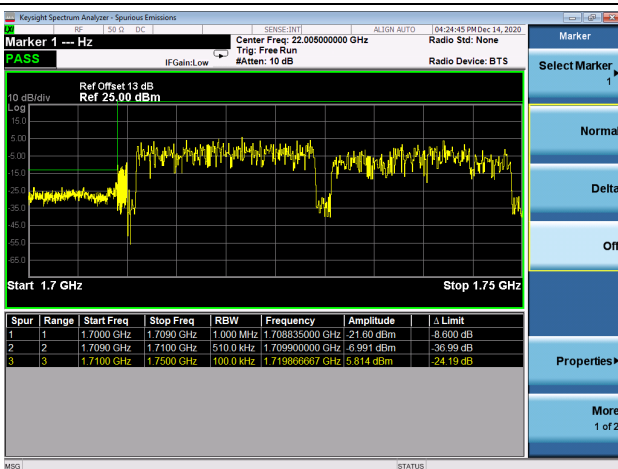 Keysight Spectrum Analyzer - Spurious Emissions
RF 50 Ω DC SENSE:INT ALIGN AUTO 04:24:45 PM Dec 14, 2020
Marker 1 --- Hz
Center Freq: 22.005000000 GHz
Radio Std: None
Trig: Free Run
PASS
IFGain:Low
#Atten: 10 dB
Radio Device: BTS
Ref Offset 13 dB
10 dB/div Ref 25.00 dBm
Log
15.0
5.00
-5.00
-15.0
-25.0
-35.0
-45.0
-55.0
-65.0
Start 1.7 GHz
Stop 1.75 GHz
Spur Range Start Freq Stop Freq RBW Frequency Amplitude Δ Limit
1 1 1.7000 GHz 1.7090 GHz 1.000 MHz 1.708835000 GHz -21.60 dBm -8.600 dB
2 2 1.7090 GHz 1.7100 GHz 510.0 kHz 1.709900000 GHz -6.991 dBm -36.99 dB
3 3 1.7100 GHz 1.7500 GHz 100.0 kHz 1.719866667 GHz 5.814 dBm -24.19 dB
MSG
STATUS
Marker
Select Marker
1
Normal
Delta
Off
Properties
More
1 of 2